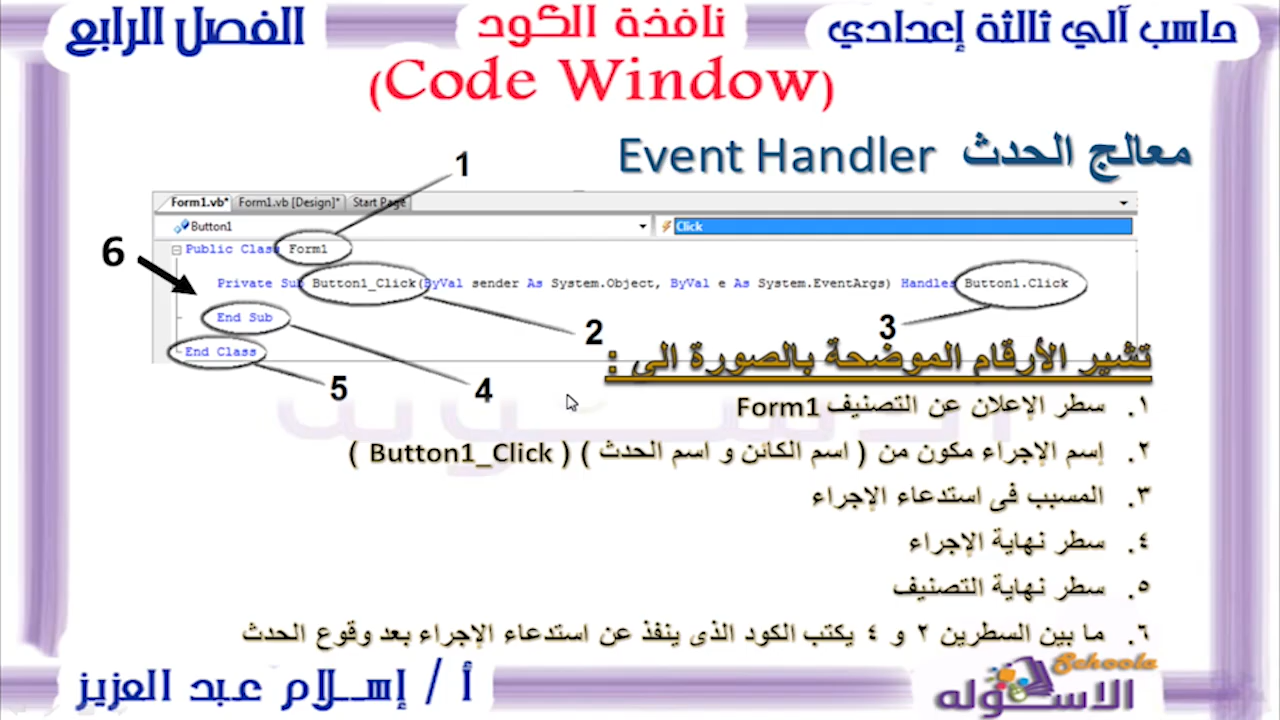 حاسب آلي ثالثة إعدادي
نافذة الكود
الفصل الرابع
(Code Window)
معالج الحدث Event Handler
1
Form1.vb* Form1.vb [Design]* Start Page
Button1 Click
6
Public Class Form1
Private Sub Button1_Click(ByVal sender As System.Object, ByVal e As System.EventArgs) Handles Button1.Click
End Sub
2
3
End Class
5
4
تشير الأرقام الموضحة بالصورة الى :
١. سطر الإعلان عن التصنيف Form1
٢. إسم الإجراء مكون من ( اسم الكائن و اسم الحدث ) ( Button1_Click )
٣. المسبب فى استدعاء الإجراء
٤. سطر نهاية الإجراء
٥. سطر نهاية التصنيف
٦. ما بين السطرين ٢ و ٤ يكتب الكود الذى ينفذ عن استدعاء الإجراء بعد وقوع الحدث
أ / إسلام عبد العزيز
Schools
الاسكوله